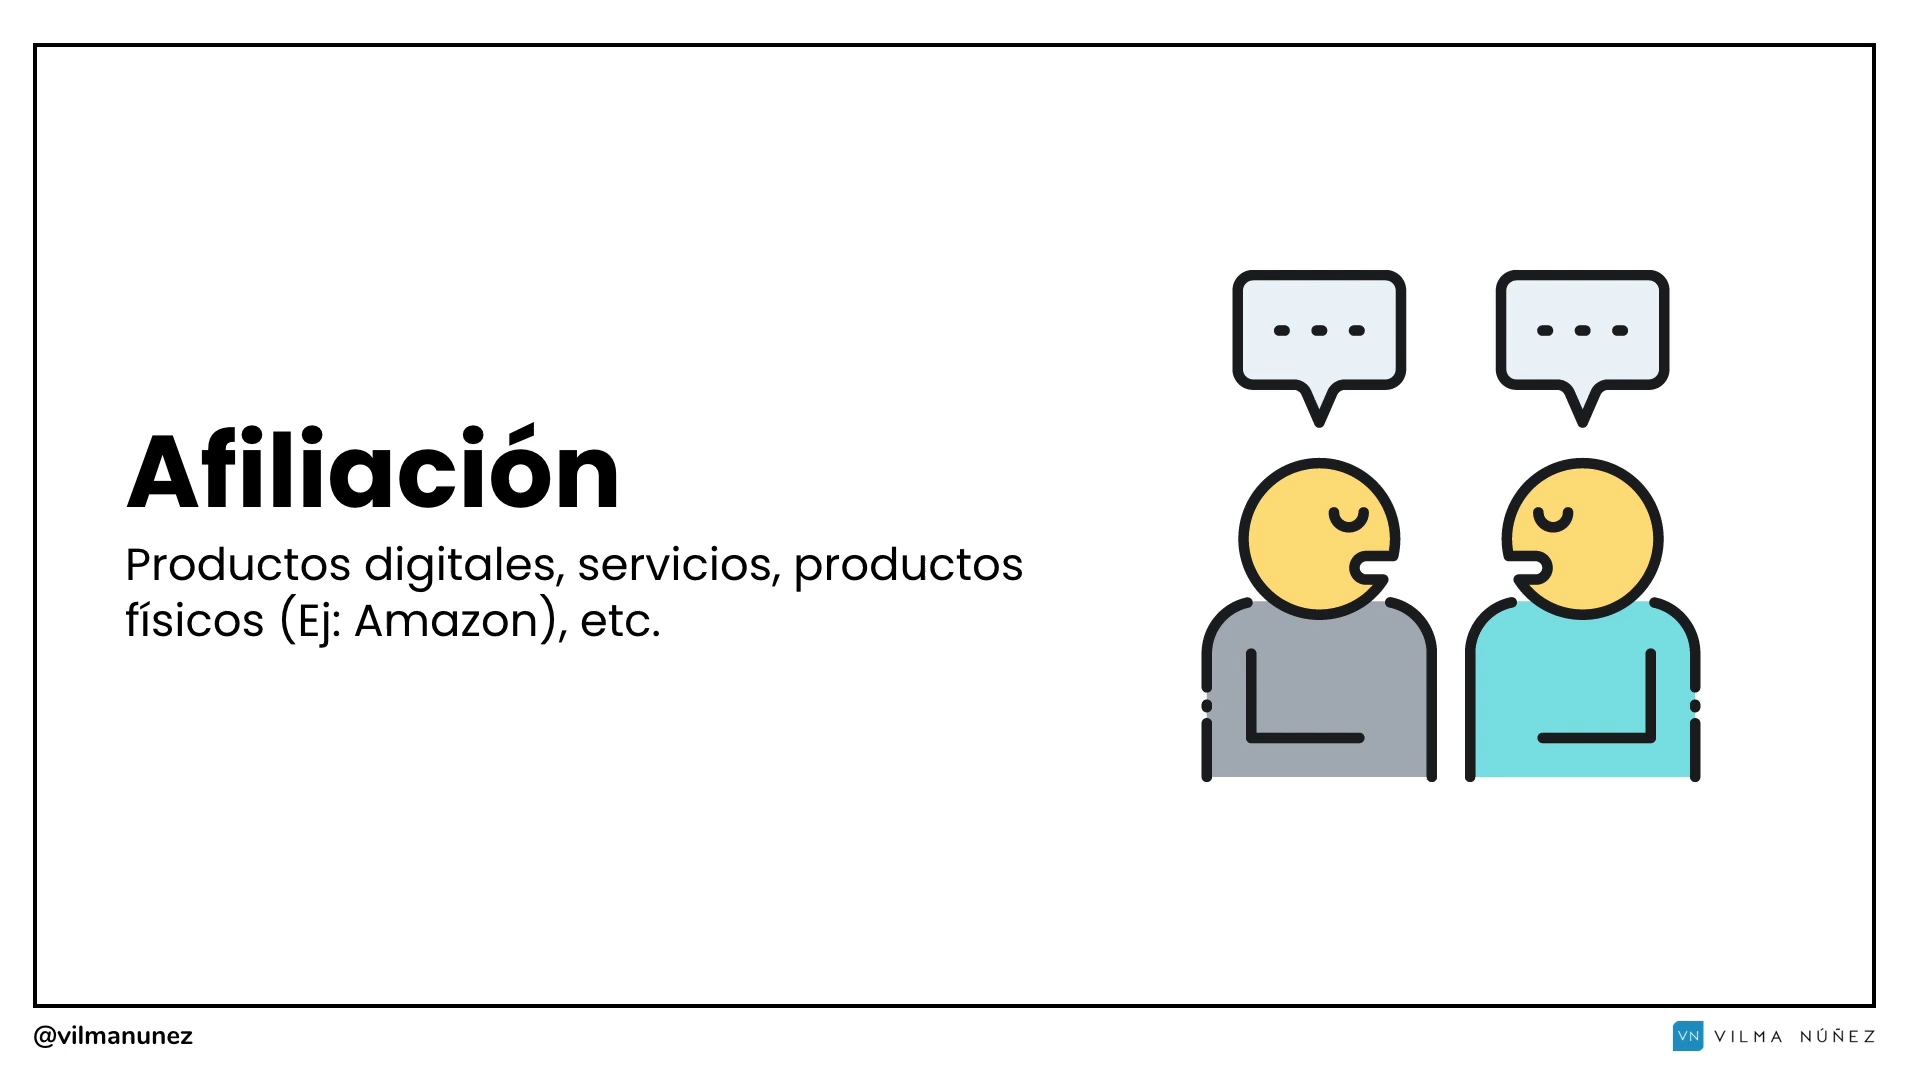 Afiliación
Productos digitales, servicios, productos
físicos (Ej: Amazon), etc.
@vilmanunez
VN VILMA NÚÑEZ